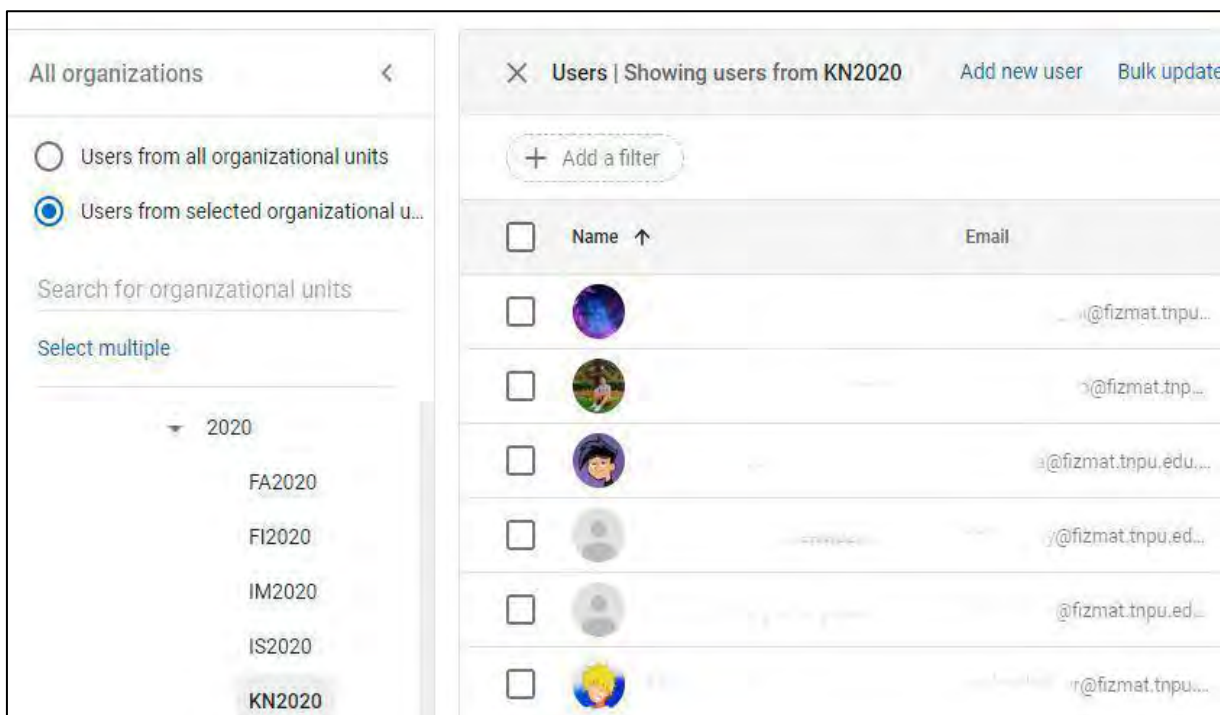 All organizations
Users from all organizational units
Users from selected organizational u...
Search for organizational units
Select multiple
2020
FA2020
FI2020
IM2020
IS2020
KN2020
Users | Showing users from KN2020 Add new user Bulk update
+ Add a filter
Name Email
@fizmat.tnpu...
@fizmat.tnp...
@fizmat.tnpu.edu....
@fizmat.tnpu.ed...
@fizmat.tnpu.ed...
r@fizmat.tnpu....